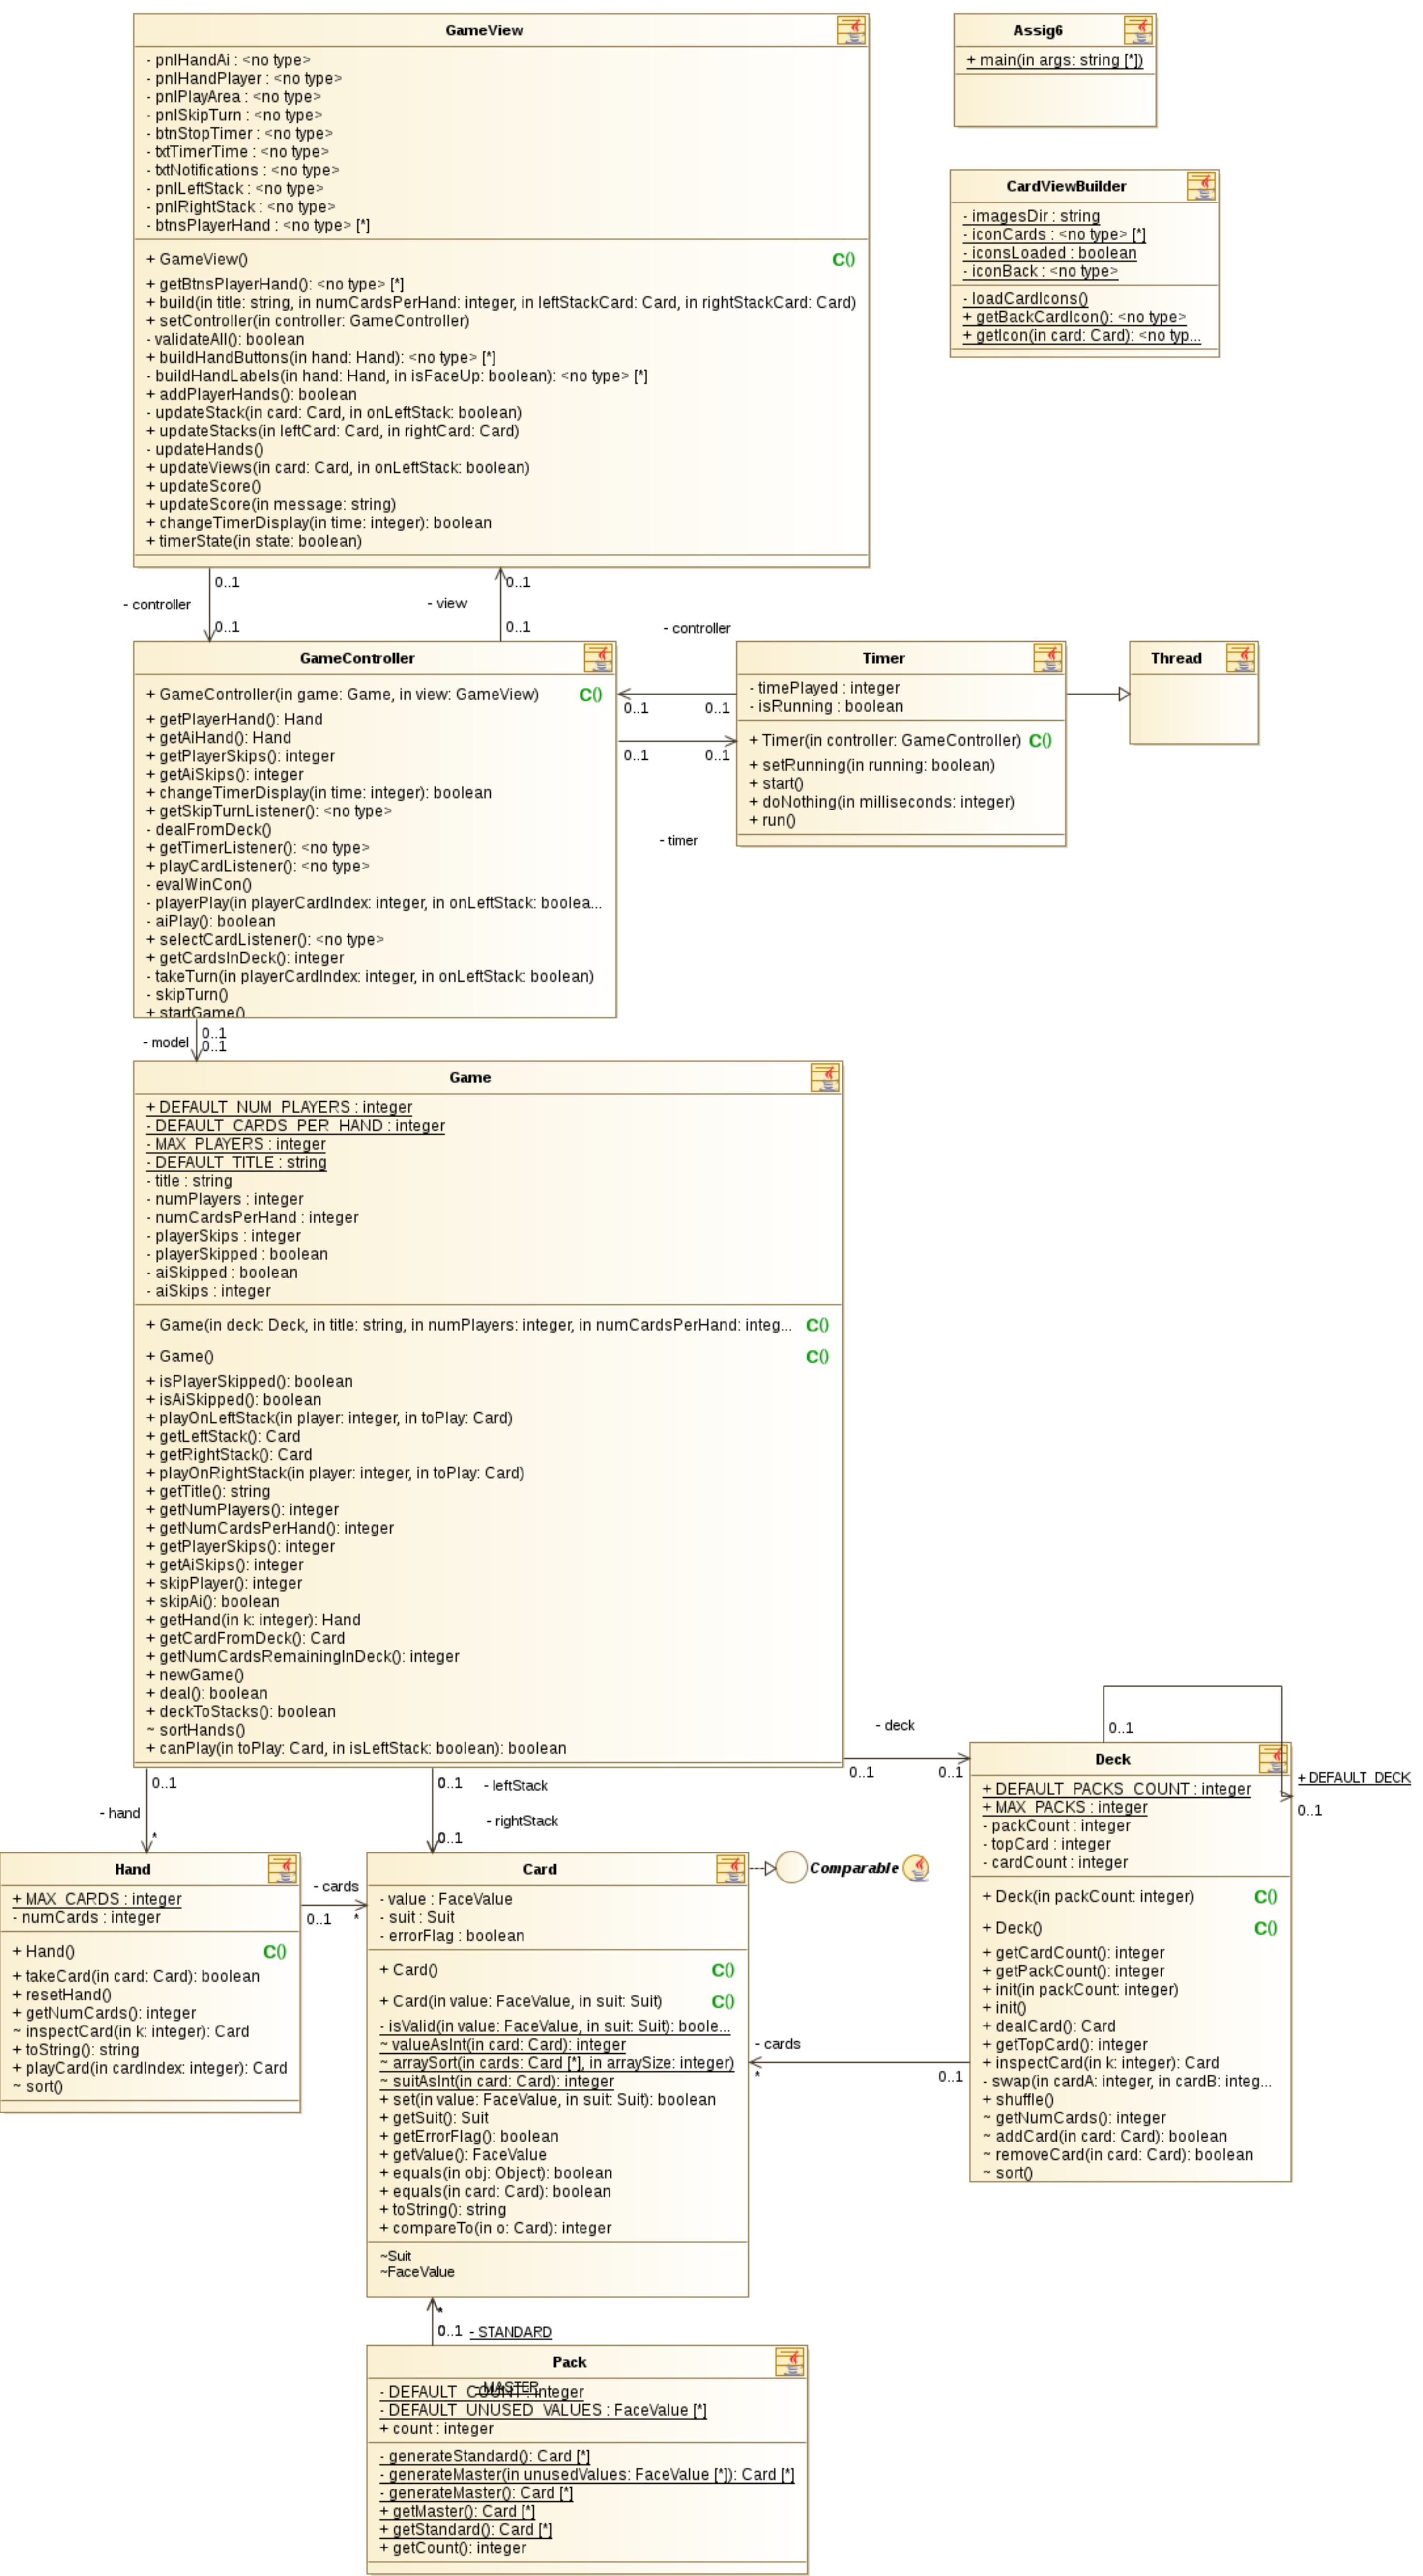 GameView
- pnlHandAi : <no type>
- pnlHandPlayer : <no type>
- pnlPlayArea : <no type>
- pnlSkipTurn : <no type>
- btnStopTimer : <no type>
- txtTimerTime : <no type>
- txtNotifications : <no type>
- pnlLeftStack : <no type>
- pnlRightStack : <no type>
- btnsPlayerHand : <no type> [*]
+ GameView() C()
+ getBtnsPlayerHand(): <no type> [*]
+ build(in title: string, in numCardsPerHand: integer, in leftStackCard: Card, in rightStackCard: Card)
+ setController(in controller: GameController)
- validateAll(): boolean
+ buildHandButtons(in hand: Hand): <no type> [*]
- buildHandLabels(in hand: Hand, in isFaceUp: boolean): <no type> [*]
+ addPlayerHands(): boolean
- updateStack(in card: Card, in onLeftStack: boolean)
+ updateStacks(in leftCard: Card, in rightCard: Card)
- updateHands()
+ updateViews(in card: Card, in onLeftStack: boolean)
+ updateScore()
+ updateScore(in message: string)
+ changeTimerDisplay(in time: integer): boolean
+ timerState(in state: boolean)
Assig6
+ main(in args: string [*])
CardViewBuilder
- imagesDir : string
- iconCards : <no type> [*]
- iconsLoaded : boolean
- iconBack : <no type>
- loadCardIcons()
+ getBackCardIcon(): <no type>
+ getIcon(in card: Card): <no typ...
0..1
- controller
0..1
0..1
- view
0..1
GameController
+ GameController(in game: Game, in view: GameView) C()
+ getPlayerHand(): Hand
+ getAiHand(): Hand
+ getPlayerSkips(): integer
+ getAiSkips(): integer
+ changeTimerDisplay(in time: integer): boolean
+ getSkipTurnListener(): <no type>
- dealFromDeck()
+ getTimerListener(): <no type>
+ playCardListener(): <no type>
- evalWinCon()
- playerPlay(in playerCardIndex: integer, in onLeftStack: boolea...
- aiPlay(): boolean
+ selectCardListener(): <no type>
+ getCardsInDeck(): integer
- takeTurn(in playerCardIndex: integer, in onLeftStack: boolean)
- skipTurn()
+ startGame()
- controller
0..1 0..1
0..1 0..1
- timer
Timer
- timePlayed : integer
- isRunning : boolean
+ Timer(in controller: GameController) C()
+ setRunning(in running: boolean)
+ start()
+ doNothing(in milliseconds: integer)
+ run()
Thread
0..1
- model 0..1
Game
+ DEFAULT_NUM_PLAYERS : integer
- DEFAULT_CARDS_PER_HAND : integer
- MAX_PLAYERS : integer
- DEFAULT_TITLE : string
- title : string
- numPlayers : integer
- numCardsPerHand : integer
- playerSkips : integer
- playerSkipped : boolean
- aiSkipped : boolean
- aiSkips : integer
+ Game(in deck: Deck, in title: string, in numPlayers: integer, in numCardsPerHand: integ... C()
+ Game() C()
+ isPlayerSkipped(): boolean
+ isAiSkipped(): boolean
+ playOnLeftStack(in player: integer, in toPlay: Card)
+ getLeftStack(): Card
+ getRightStack(): Card
+ playOnRightStack(in player: integer, in toPlay: Card)
+ getTitle(): string
+ getNumPlayers(): integer
+ getNumCardsPerHand(): integer
+ getPlayerSkips(): integer
+ getAiSkips(): integer
+ skipPlayer(): integer
+ skipAi(): boolean
+ getHand(in k: integer): Hand
+ getCardFromDeck(): Card
+ getNumCardsRemainingInDeck(): integer
+ newGame()
+ deal(): boolean
+ deckToStacks(): boolean
~ sortHands()
+ canPlay(in toPlay: Card, in isLeftStack: boolean): boolean
0..1
- hand
*
0..1 - leftStack
- rightStack
0..1
- deck
0..1 0..1
0..1
+ DEFAULT_DECK
0..1
Deck
+ DEFAULT_PACKS_COUNT : integer
+ MAX_PACKS : integer
- packCount : integer
- topCard : integer
- cardCount : integer
+ Deck(in packCount: integer) C()
+ Deck() C()
+ getCardCount(): integer
+ getPackCount(): integer
+ init(in packCount: integer)
+ init()
+ dealCard(): Card
+ getTopCard(): integer
+ inspectCard(in k: integer): Card
- swap(in cardA: integer, in cardB: integ...
+ shuffle()
~ getNumCards(): integer
~ addCard(in card: Card): boolean
~ removeCard(in card: Card): boolean
~ sort()
Hand
+ MAX_CARDS : integer
- numCards : integer
+ Hand() C()
+ takeCard(in card: Card): boolean
+ resetHand()
+ getNumCards(): integer
~ inspectCard(in k: integer): Card
+ toString(): string
+ playCard(in cardIndex: integer): Card
~ sort()
- cards
0..1 *
Card
- value : FaceValue
- suit : Suit
- errorFlag : boolean
+ Card() C()
+ Card(in value: FaceValue, in suit: Suit) C()
- isValid(in value: FaceValue, in suit: Suit): boole...
~ valueAsInt(in card: Card): integer
~ arraySort(in cards: Card [*], in arraySize: integer)
~ suitAsInt(in card: Card): integer
+ set(in value: FaceValue, in suit: Suit): boolean
+ getSuit(): Suit
+ getErrorFlag(): boolean
+ getValue(): FaceValue
+ equals(in obj: Object): boolean
+ equals(in card: Card): boolean
+ toString(): string
+ compareTo(in o: Card): integer
~Suit
~FaceValue
Comparable
- cards
* 0..1
*
0..1 - STANDARD
Pack
- MASTER
- DEFAULT_COUNT : integer
- DEFAULT_UNUSED_VALUES : FaceValue [*]
+ count : integer
- generateStandard(): Card [*]
- generateMaster(in unusedValues: FaceValue [*]): Card [*]
- generateMaster(): Card [*]
+ getMaster(): Card [*]
+ getStandard(): Card [*]
+ getCount(): integer